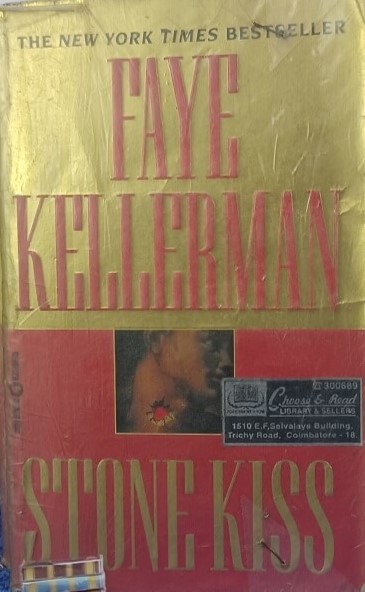 THE NEW YORK TIMES BESTSELLER
FAYE
KELLERMAN
300689
Choose & Read
LIBRARY & SELLERS
1510 E.F,Selvalaya Building,
Trichy Road, Coimbatore - 18
STONE KISS